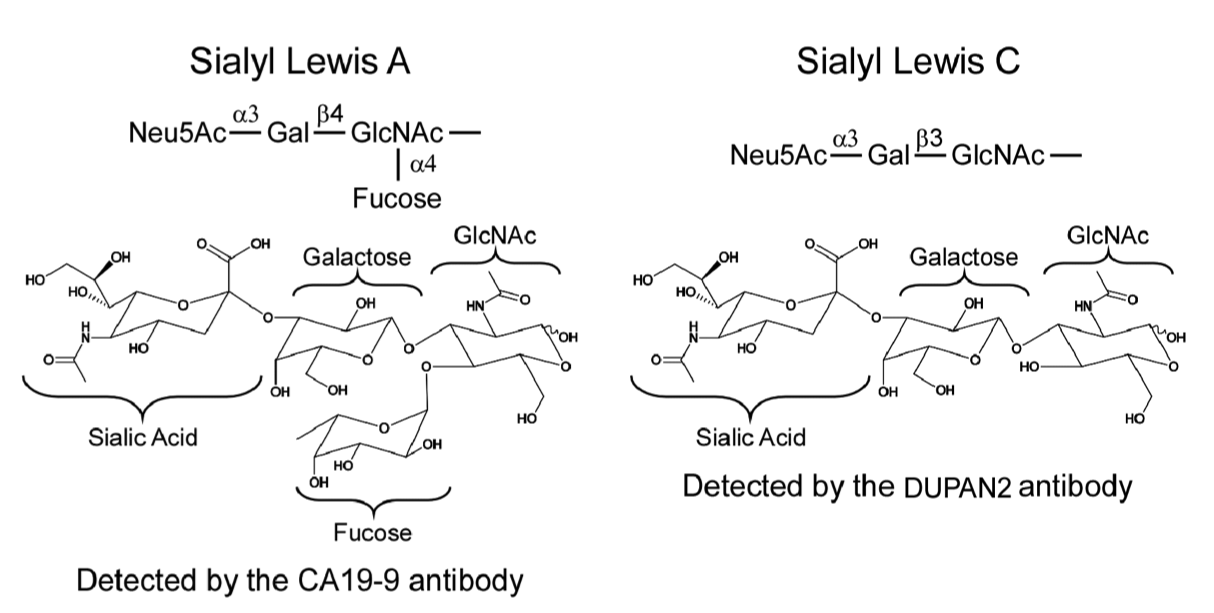 Sialyl Lewis A
Neu5Ac α3 Gal β4 GlcNAc
α4
Fucose
GlcNAc
Galactose
O
OH
OH
HO
HO
O
OH
HN
O
H
N
O
HO
O
O
O
OH
O
O
O
OH
OH
HO
Sialic Acid
O
OH
HO
OH
Fucose
Detected by the CA19-9 antibody
Sialyl Lewis C
Neu5Ac α3 Gal β3 GlcNAc
GlcNAc
Galactose
O
OH
OH
HO
HO
O
OH
HN
O
H
N
O
HO
O
O
O
OH
HO
O
OH
OH
HO
Sialic Acid
Detected by the DUPAN2 antibody